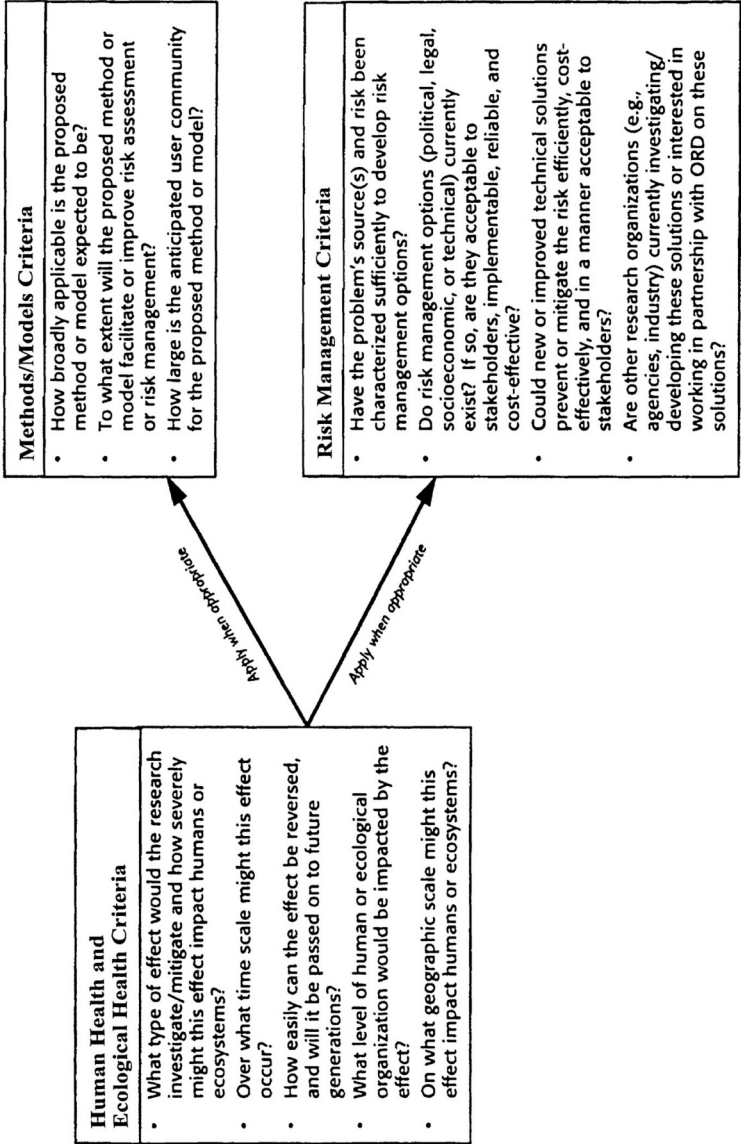 Human Health and
Ecological Health Criteria
• What type of effect would the research
investigate/mitigate and how severely
might this effect impact humans or
ecosystems?
• Over what time scale might this effect
occur?
• How easily can the effect be reversed,
and will it be passed on to future
generations?
• What level of human or ecological
organization would be impacted by the
effect?
• On what geographic scale might this
effect impact humans or ecosystems?
Apply when appropriate
Apply when appropriate
Methods/Models Criteria
• How broadly applicable is the proposed
method or model expected to be?
• To what extent will the proposed method or
model facilitate or improve risk assessment
or risk management?
• How large is the anticipated user community
for the proposed method or model?
Risk Management Criteria
• Have the problem's source(s) and risk been
characterized sufficiently to develop risk
management options?
• Do risk management options (political, legal,
socioeconomic, or technical) currently
exist? If so, are they acceptable to
stakeholders, implementable, reliable, and
cost-effective?
• Could new or improved technical solutions
prevent or mitigate the risk efficiently, cost-
effectively, and in a manner acceptable to
stakeholders?
• Are other research organizations (e.g.,
agencies, industry) currently investigating/
developing these solutions or interested in
working in partnership with ORD on these
solutions?